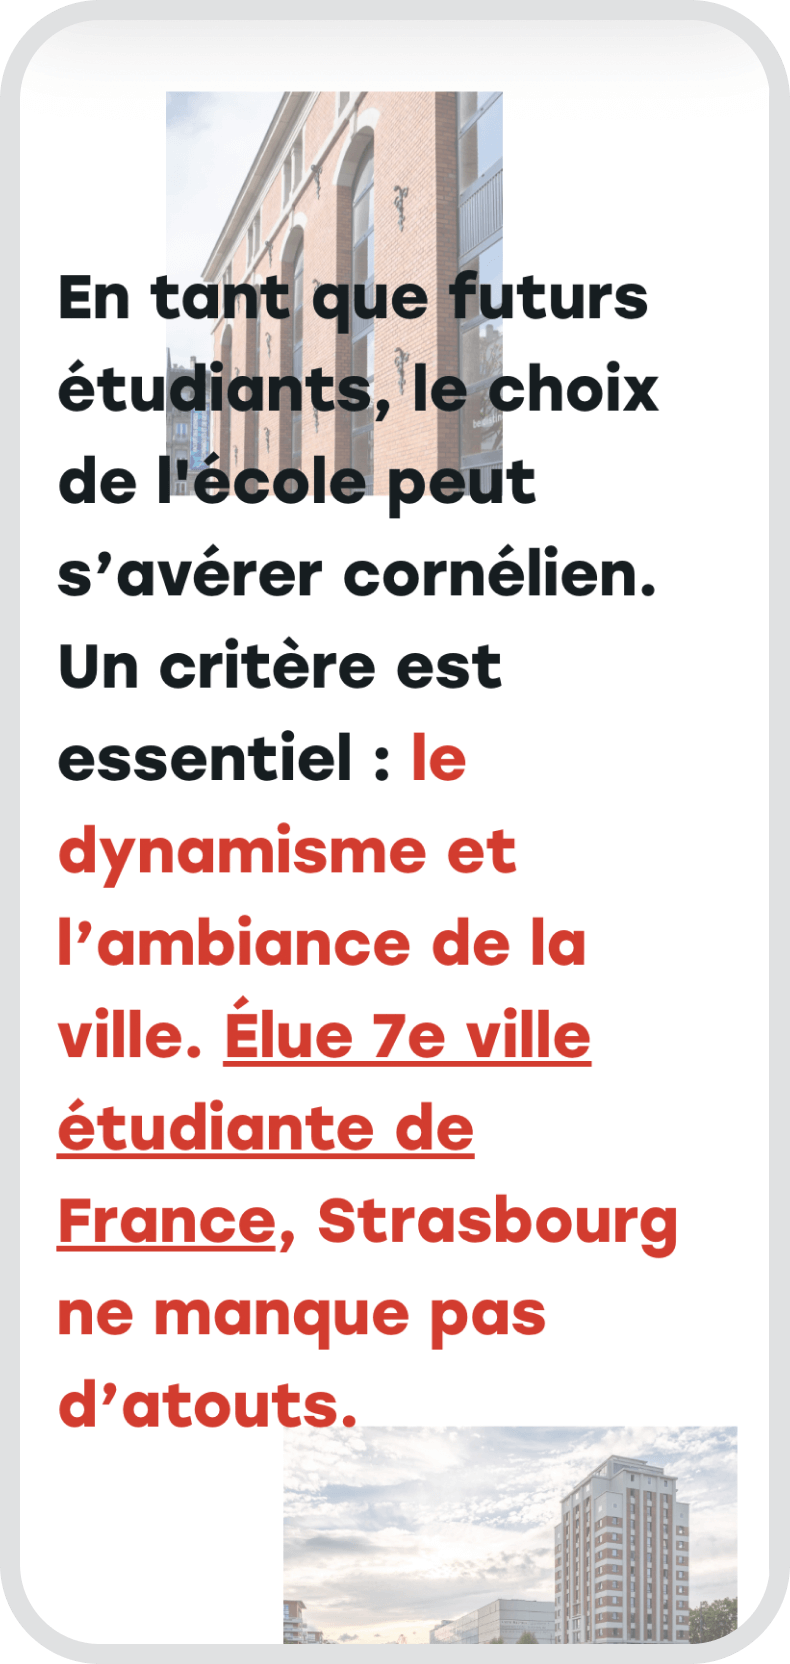 En tant que futurs
étudiants, le choix
de l'école peut
s’avérer cornélien.
Un critère est
essentiel : le
dynamisme et
l’ambiance de la
ville. Élue 7e ville
étudiante de
France, Strasbourg
ne manque pas
d’atouts.